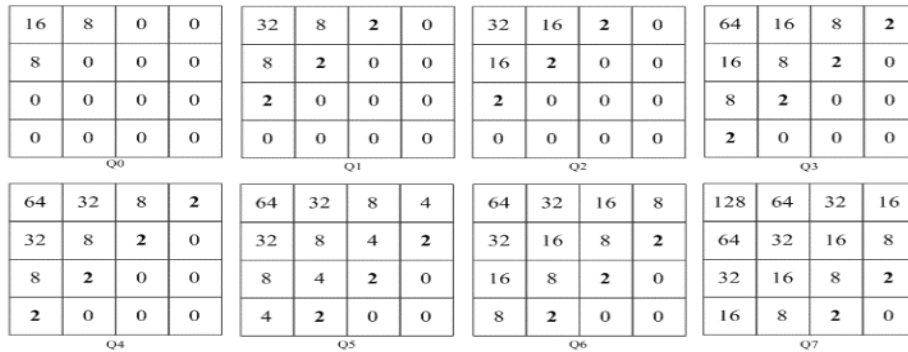 16 8 0 0 32 8 2 0 32 16 2 0 64 16 8 2
8 0 0 0 8 2 0 0 16 2 0 0 16 8 2 0
0 0 0 0 2 0 0 0 2 0 0 0 8 2 0 0
0 0 0 0 0 0 0 0 0 0 0 0 2 0 0 0
Q0 Q1 Q2 Q3
64 32 8 2 64 32 8 4 64 32 16 8 128 64 32 16
32 8 2 0 32 8 4 2 32 16 8 2 64 32 16 8
8 2 0 0 8 4 2 0 16 8 2 0 32 16 8 2
2 0 0 0 4 2 0 0 8 2 0 0 16 8 2 0
Q4 Q5 Q6 Q7